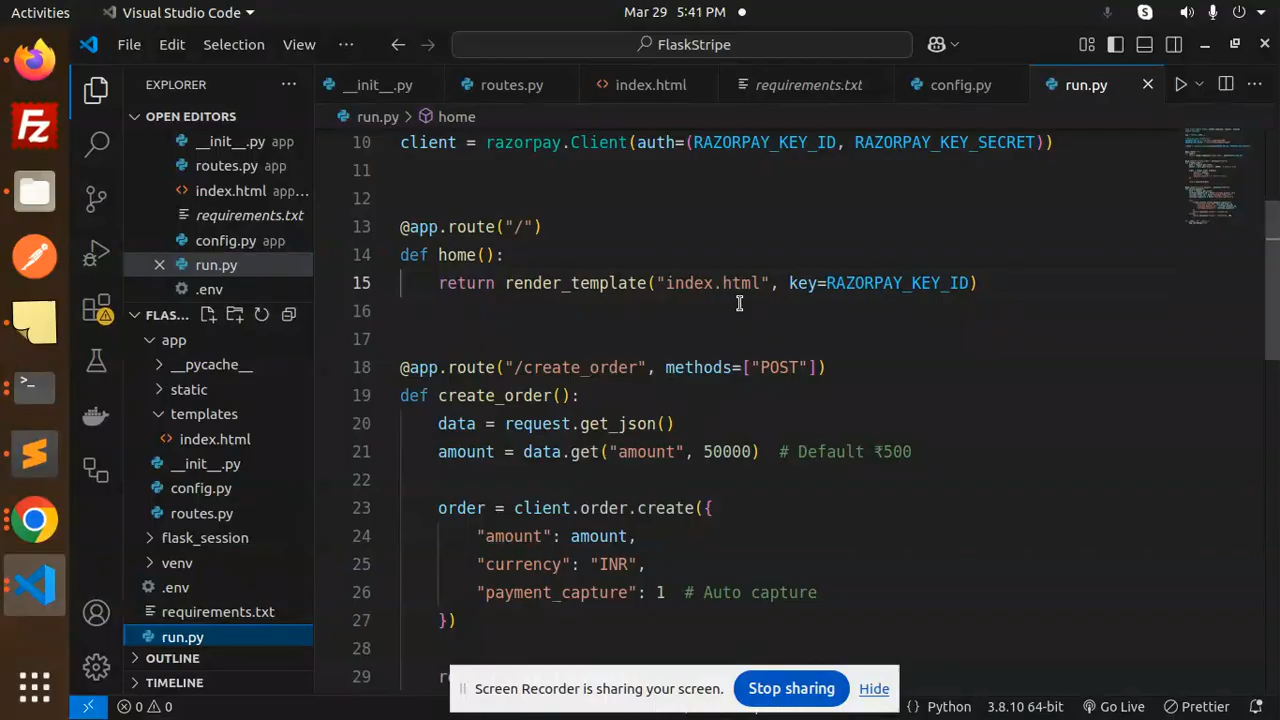 Activities
Visual Studio Code
Mar 29 5:41 PM
File Edit Selection View ···
FlaskStripe
EXPLORER
OPEN EDITORS
__init__.py app
routes.py app
index.html app...
requirements.txt
config.py app
run.py
.env
FLAS...
app
__pycache__
static
templates
index.html
__init__.py
config.py
routes.py
flask_session
venv
.env
requirements.txt
run.py
OUTLINE
TIMELINE
__init__.py routes.py index.html requirements.txt config.py run.py
run.py > home
10 client = razorpay.Client(auth=(RAZORPAY_KEY_ID, RAZORPAY_KEY_SECRET))
11
12
13 @app.route("/")
14 def home():
15 return render_template("index.html", key=RAZORPAY_KEY_ID)
16
17
18 @app.route("/create_order", methods=["POST"])
19 def create_order():
20 data = request.get_json()
21 amount = data.get("amount", 50000) # Default ₹500
22
23 order = client.order.create({
24 "amount": amount,
25 "currency": "INR",
26 "payment_capture": 1 # Auto capture
27 })
28
29
Screen Recorder is sharing your screen. Stop sharing Hide
0 0
{} Python 3.8.10 64-bit Go Live Prettier